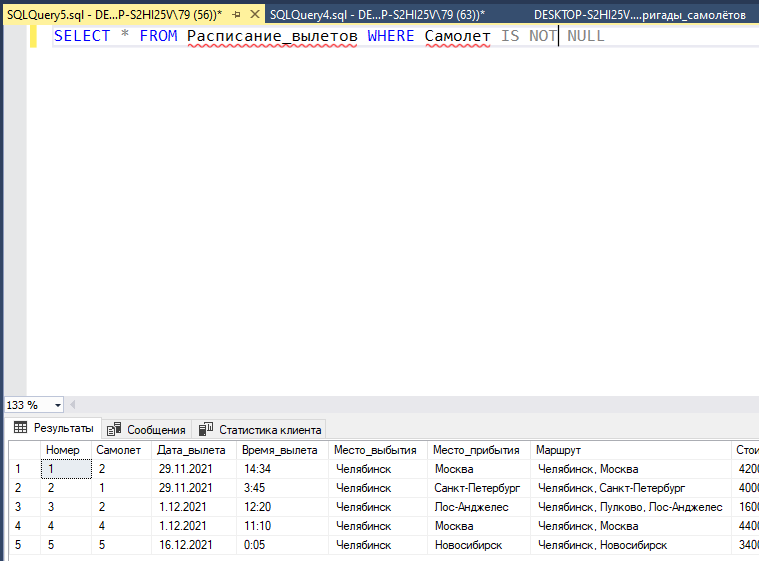 SQLQuery5.sql - DE...P-S2HI25V\79 (56))* SQLQuery4.sql - DE...P-S2HI25V\79 (63))* DESKTOP-S2HI25V....ригады_самолётов
SELECT * FROM Расписание_вылетов WHERE Самолет IS NOT NULL
133 %
Результаты Сообщения Статистика клиента
Номер Самолет Дата_вылета Время_вылета Место_выбытия Место_прибытия Маршрут Стои
1 1 2 29.11.2021 14:34 Челябинск Москва Челябинск, Москва 4200
2 2 1 29.11.2021 3:45 Челябинск Санкт-Петербург Челябинск, Санкт-Петербург 4000
3 3 2 1.12.2021 12:20 Челябинск Лос-Анджелес Челябинск, Пулково, Лос-Анджелес 1600
4 4 4 1.12.2021 11:10 Челябинск Москва Челябинск, Москва 4400
5 5 5 16.12.2021 0:05 Челябинск Новосибирск Челябинск, Новосибирск 3400